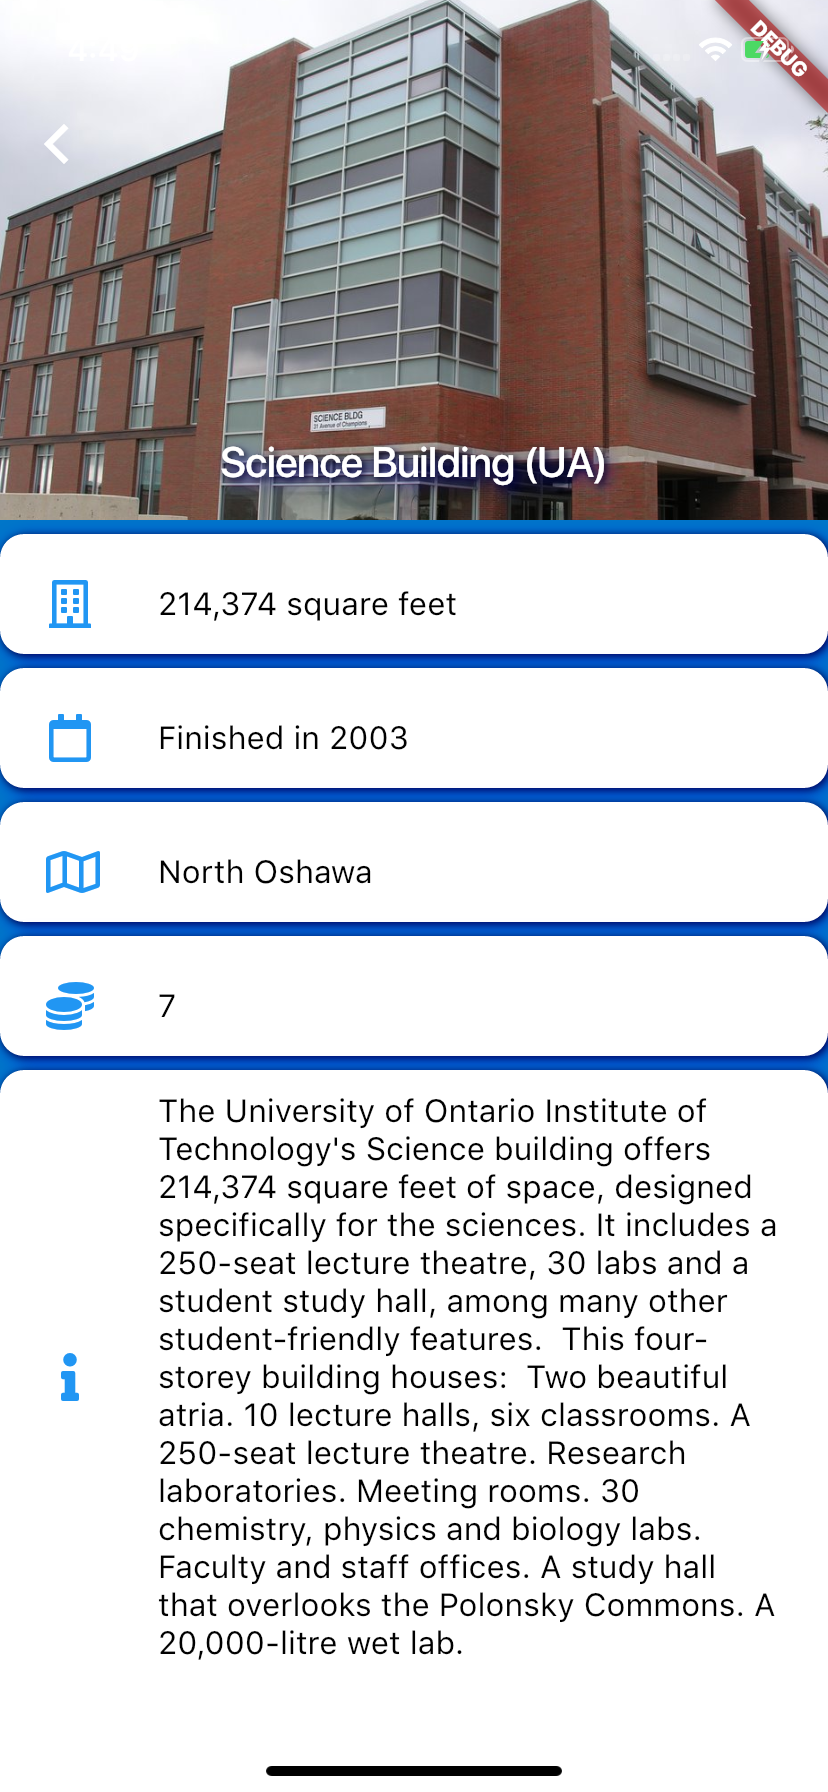 DEBUG
SCIENCE BLDG
31 Avenue of Champions
Science Building (UA)
214,374 square feet
Finished in 2003
North Oshawa
7
The University of Ontario Institute of
Technology's Science building offers
214,374 square feet of space, designed
specifically for the sciences. It includes a
250-seat lecture theatre, 30 labs and a
student study hall, among many other
student-friendly features.  This four-
storey building houses:  Two beautiful
atria. 10 lecture halls, six classrooms. A
250-seat lecture theatre. Research
laboratories. Meeting rooms. 30
chemistry, physics and biology labs.
Faculty and staff offices. A study hall
that overlooks the Polonsky Commons. A
20,000-litre wet lab.